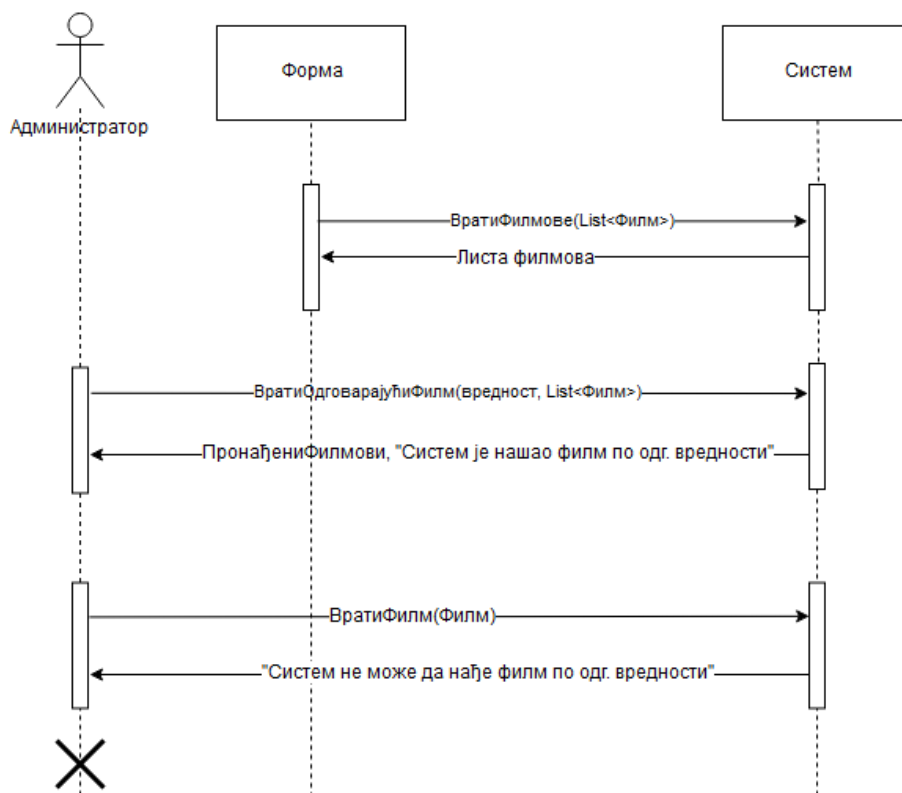 Форма
Систем
Администратор
ВратиФилмове(List<Филм>)
Листа филмова
ВратиОдговарајућиФилм(вредност, List<Филм>)
ПронађениФилмови, "Систем је нашао филм по одг. вредности"
ВратиФилм(Филм)
"Систем не може да нађе филм по одг. вредности"